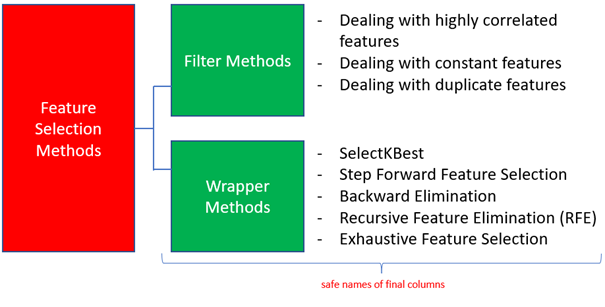 Feature
Selection
Methods
Filter Methods
- Dealing with highly correlated
features
- Dealing with constant features
- Dealing with duplicate features
Wrapper
Methods
- SelectKBest
- Step Forward Feature Selection
- Backward Elimination
- Recursive Feature Elimination (RFE)
- Exhaustive Feature Selection
safe names of final columns